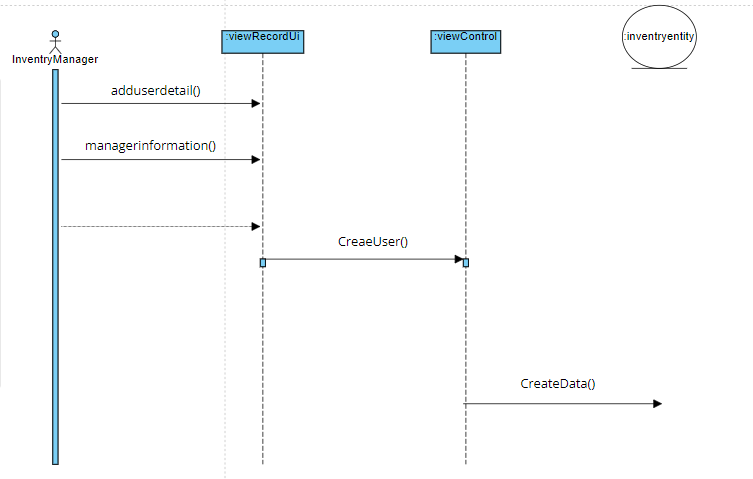 :viewRecordUi
:viewControl
:inventryentity
InventryManager
adduserdetail()
managerinformation()
CreaeUser()
CreateData()